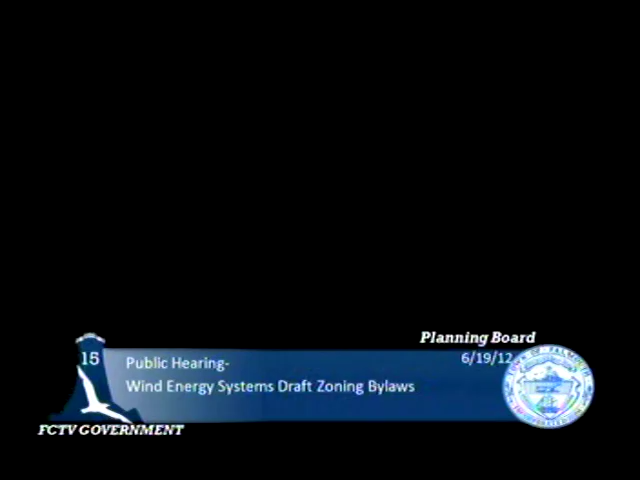 Planning Board
15
6/19/12
Public Hearing-
Wind Energy Systems Draft Zoning Bylaws
FCTV GOVERNMENT